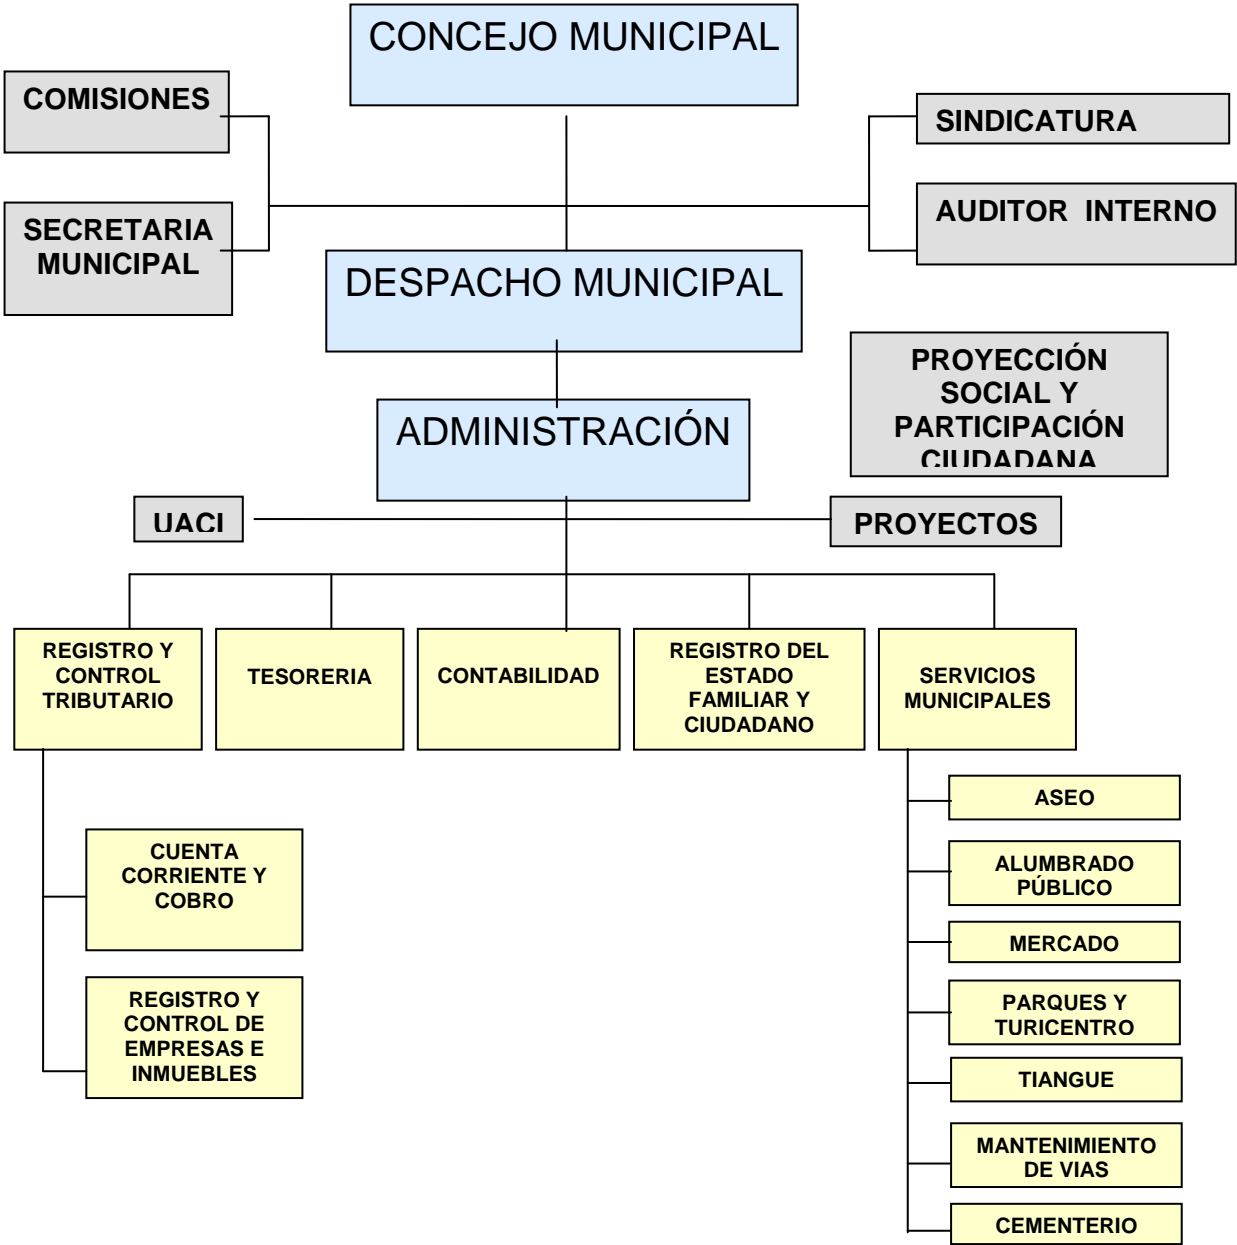 CONCEJO MUNICIPAL
COMISIONES
SINDICATURA
SECRETARIA
MUNICIPAL
AUDITOR INTERNO
DESPACHO MUNICIPAL
PROYECCIÓN
SOCIAL Y
PARTICIPACIÓN
CIUDADANA
ADMINISTRACIÓN
UACI
PROYECTOS
REGISTRO Y
CONTROL
TRIBUTARIO
TESORERIA
CONTABILIDAD
REGISTRO DEL
ESTADO
FAMILIAR Y
CIUDADANO
SERVICIOS
MUNICIPALES
CUENTA
CORRIENTE Y
COBRO
REGISTRO Y
CONTROL DE
EMPRESAS E
INMUEBLES
ASEO
ALUMBRADO
PÚBLICO
MERCADO
PARQUES Y
TURICENTRO
TIANGUE
MANTENIMIENTO
DE VIAS
CEMENTERIO